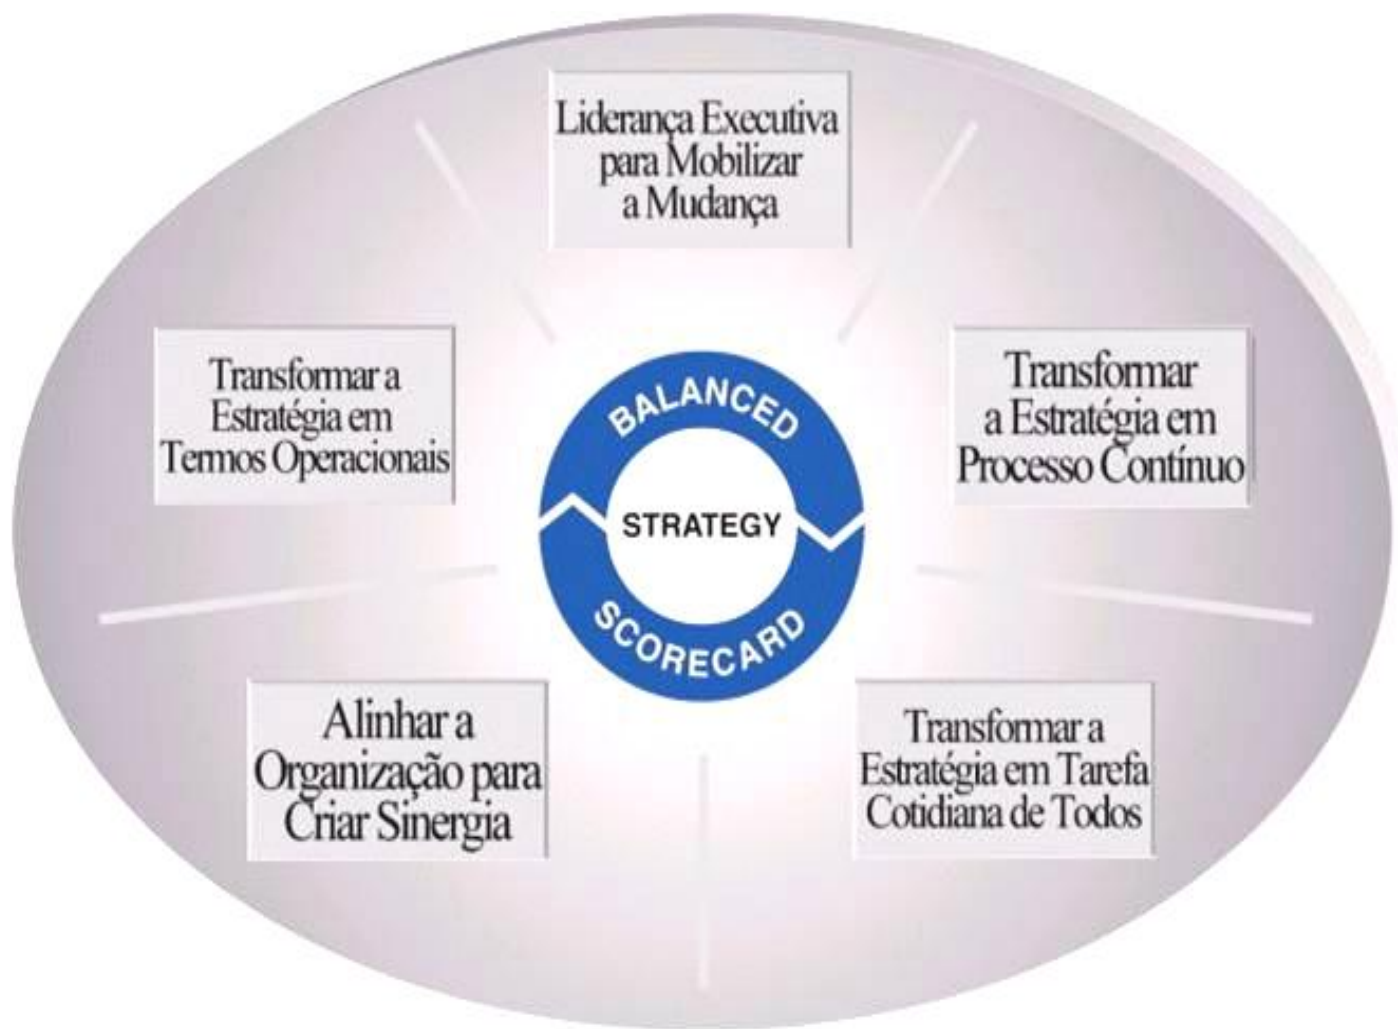 Liderança Executiva
para Mobilizar
a Mudança
Transformar a
Estratégia em
Termos Operacionais
Transformar
a Estratégia em
Processo Contínuo
BALANCED
STRATEGY
SCORECARD
Alinhar a
Organização para
Criar Sinergia
Transformar a
Estratégia em Tarefa
Cotidiana de Todos